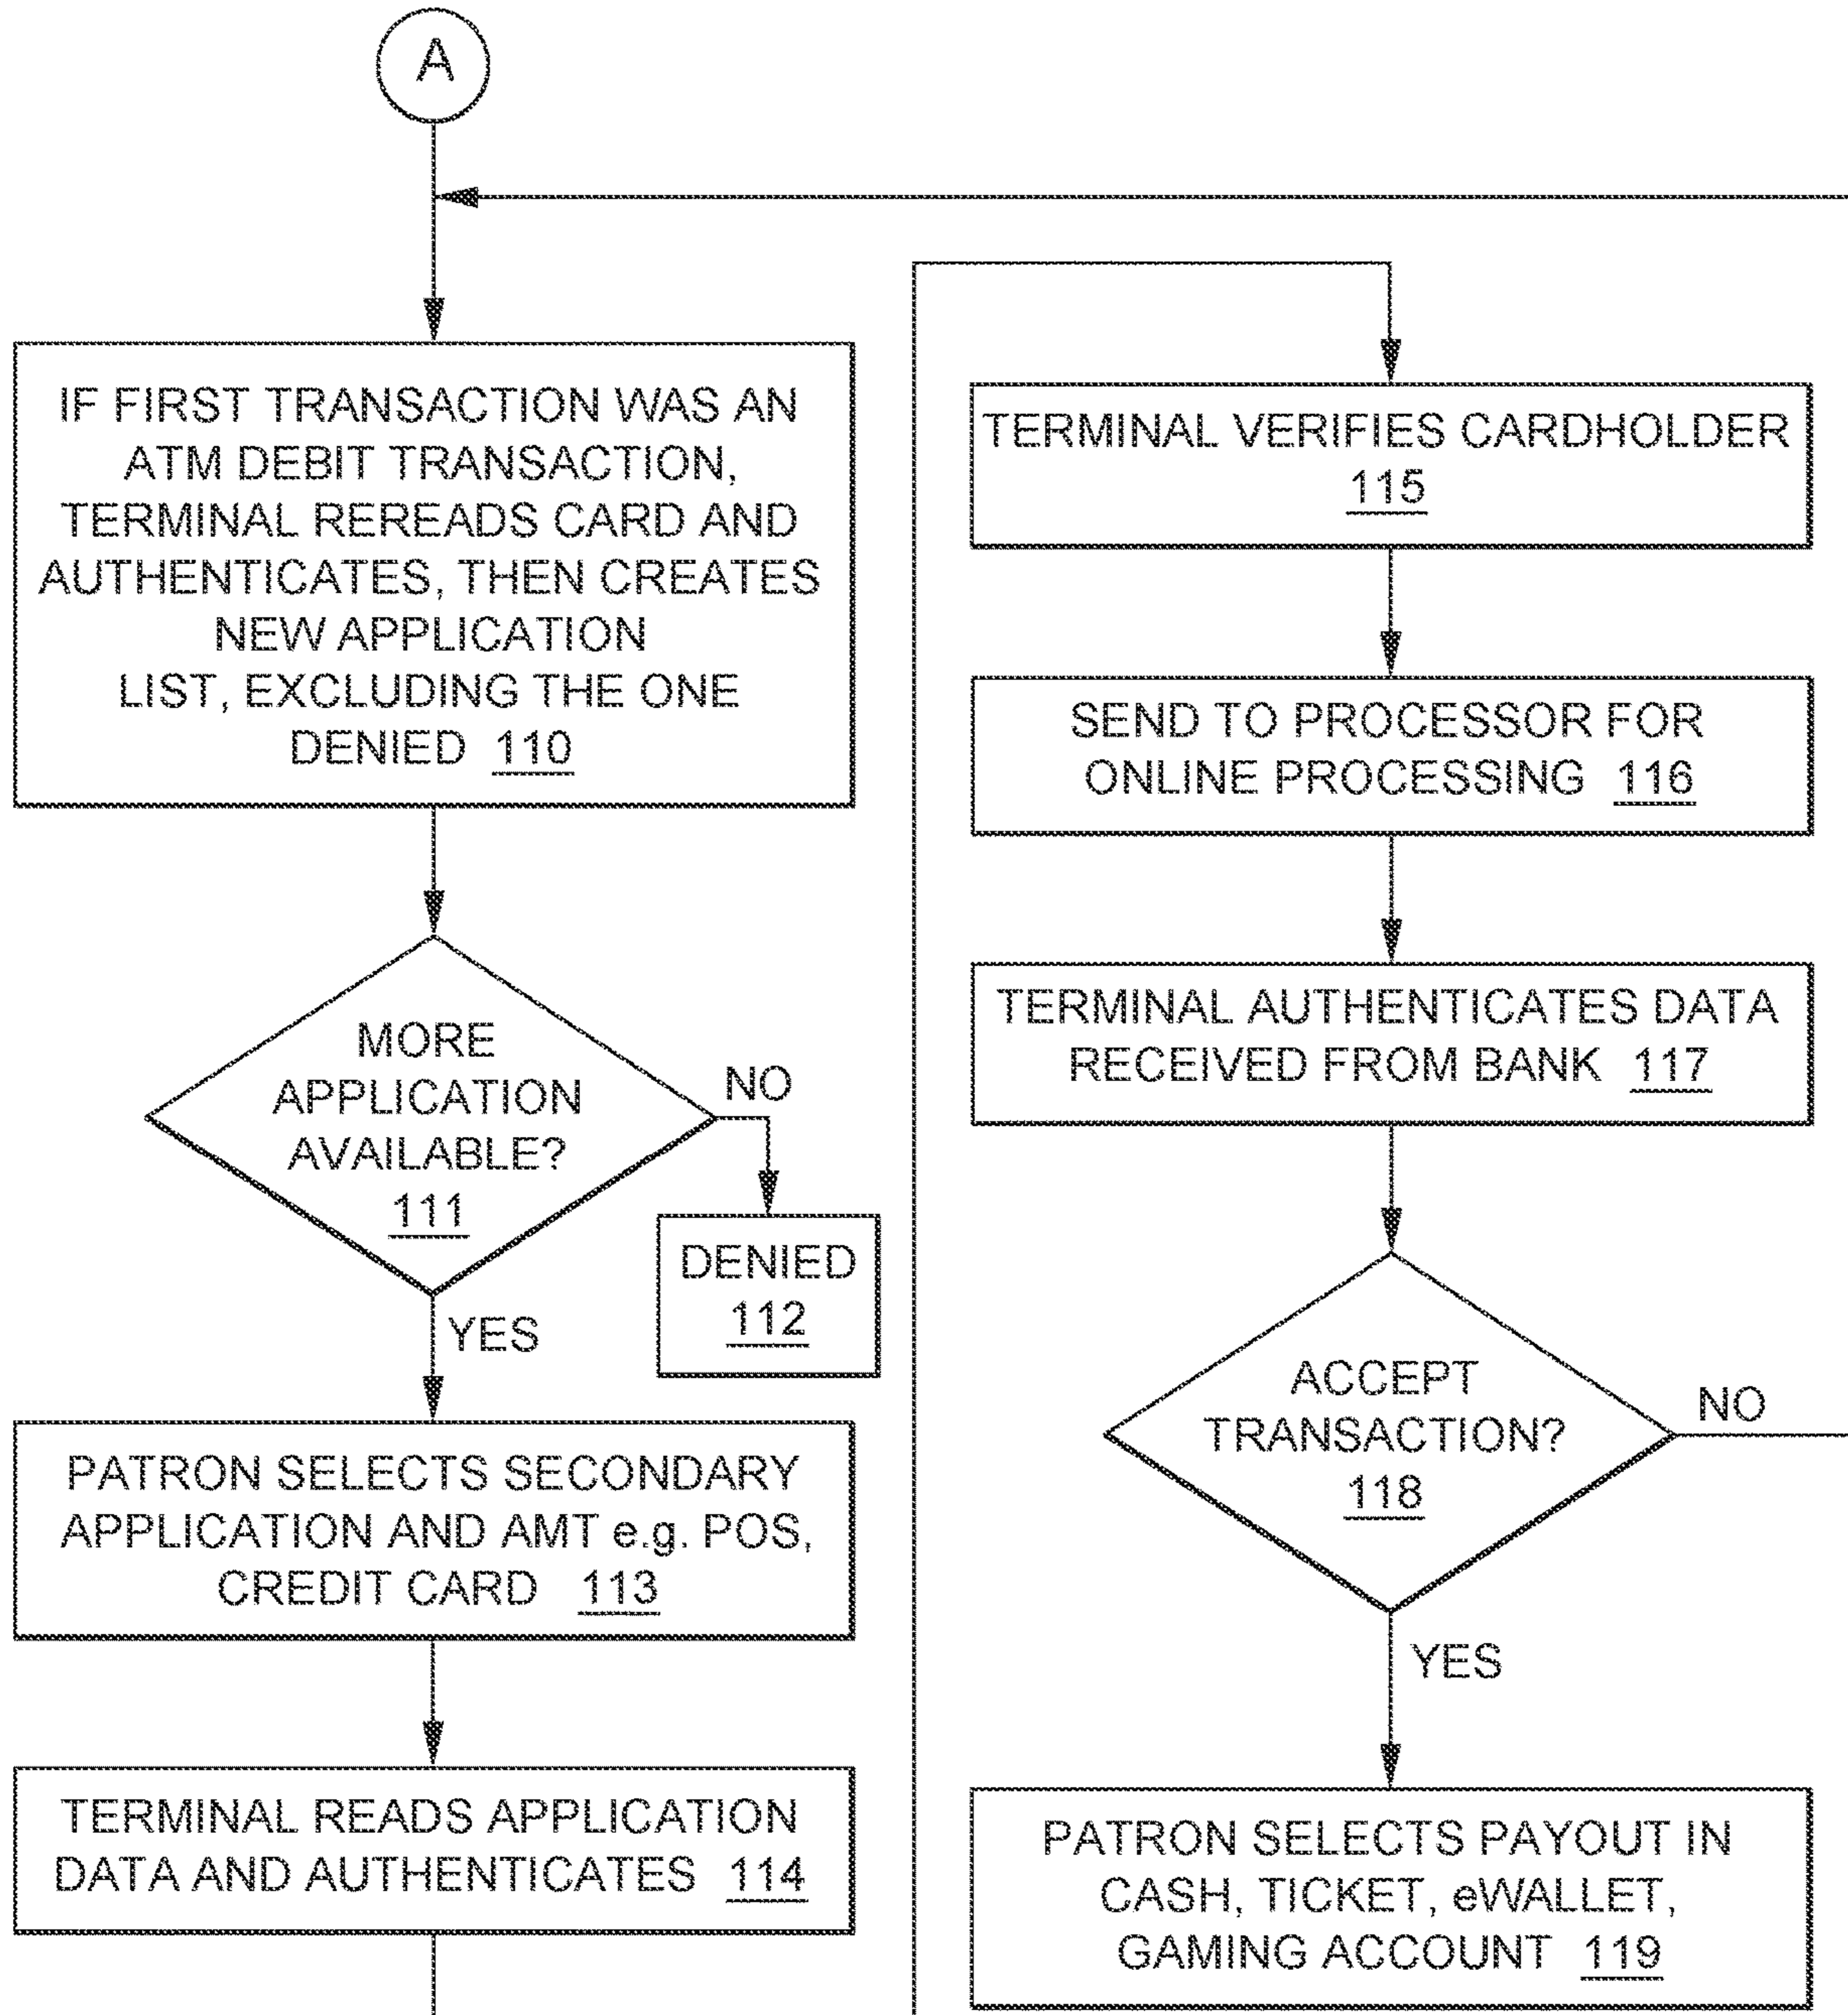 A
IF FIRST TRANSACTION WAS AN
ATM DEBIT TRANSACTION,
TERMINAL REREADS CARD AND
AUTHENTICATES, THEN CREATES
NEW APPLICATION
LIST, EXCLUDING THE ONE
DENIED 110
MORE
APPLICATION
AVAILABLE?
111
NO
DENIED
112
YES
PATRON SELECTS SECONDARY
APPLICATION AND AMT e.g. POS,
CREDIT CARD 113
TERMINAL READS APPLICATION
DATA AND AUTHENTICATES 114
TERMINAL VERIFIES CARDHOLDER
115
SEND TO PROCESSOR FOR
ONLINE PROCESSING 116
TERMINAL AUTHENTICATES DATA
RECEIVED FROM BANK 117
ACCEPT
TRANSACTION?
118
NO
YES
PATRON SELECTS PAYOUT IN
CASH, TICKET, eWALLET,
GAMING ACCOUNT 119